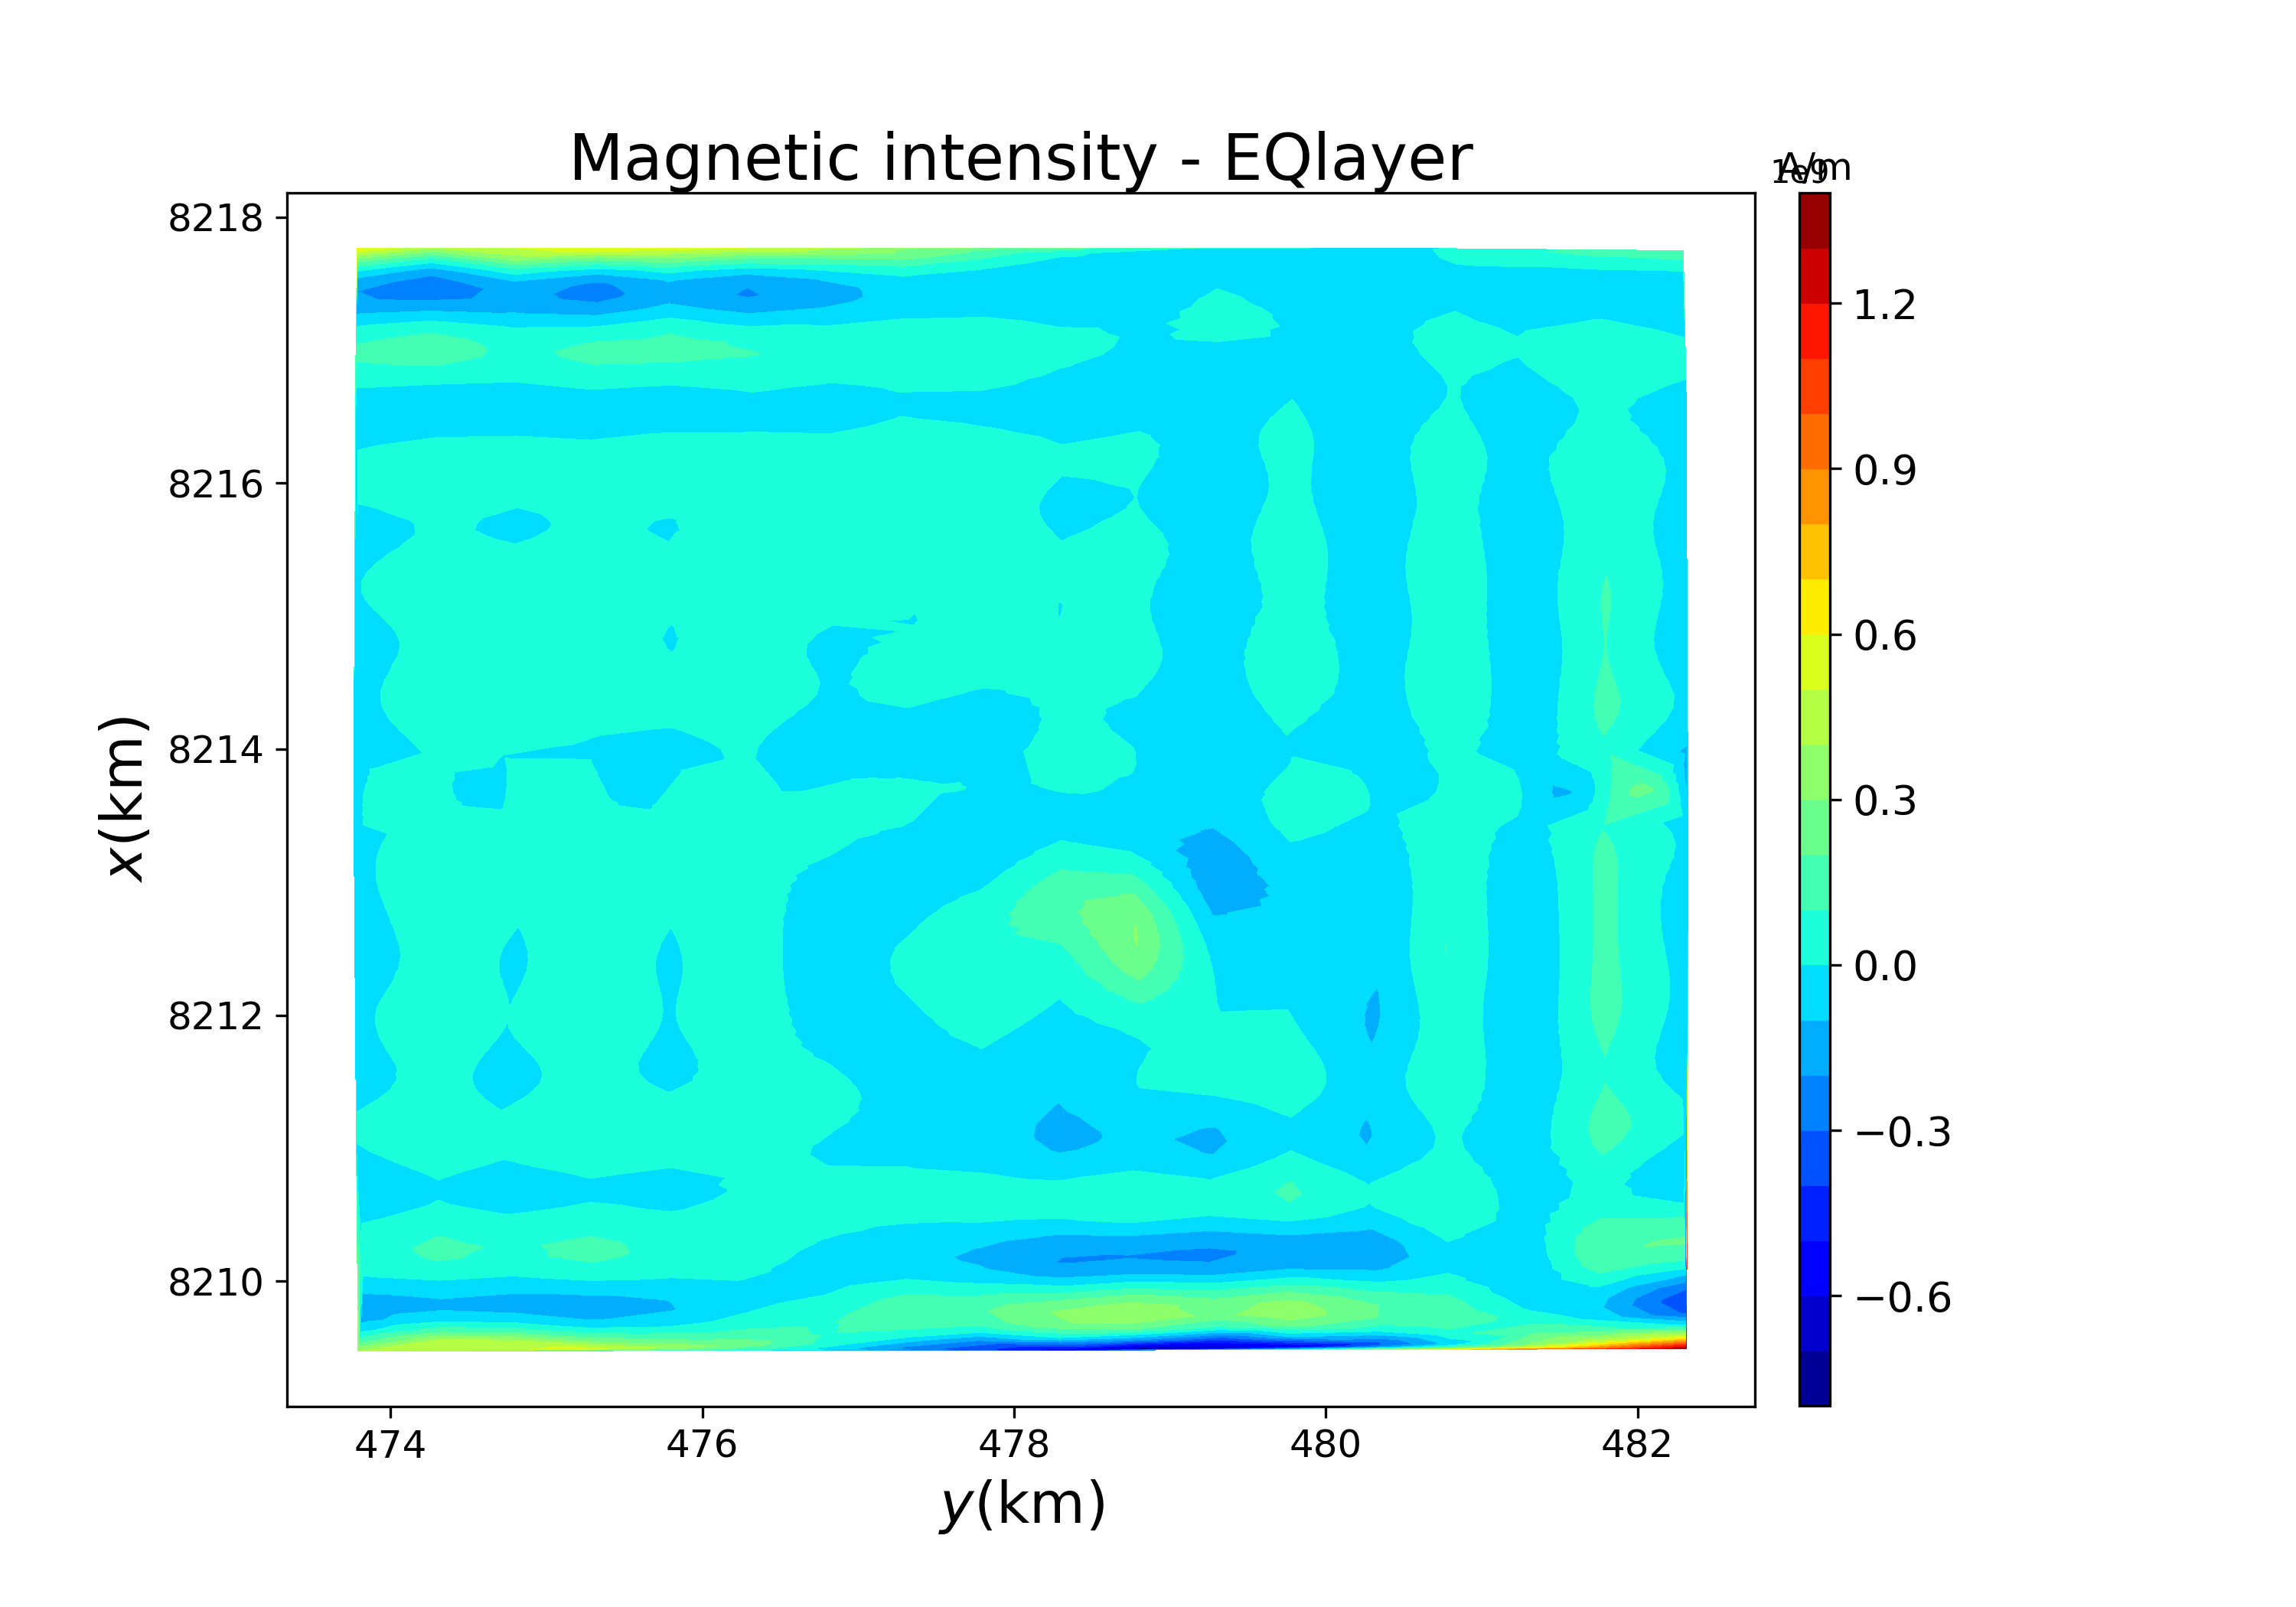 Magnetic intensity - EQlayer
A/m
1e9
8218
8216
8214
8212
8210
x(km)
474 476 478 480 482
y(km)
1.2
0.9
0.6
0.3
0.0
−0.3
−0.6